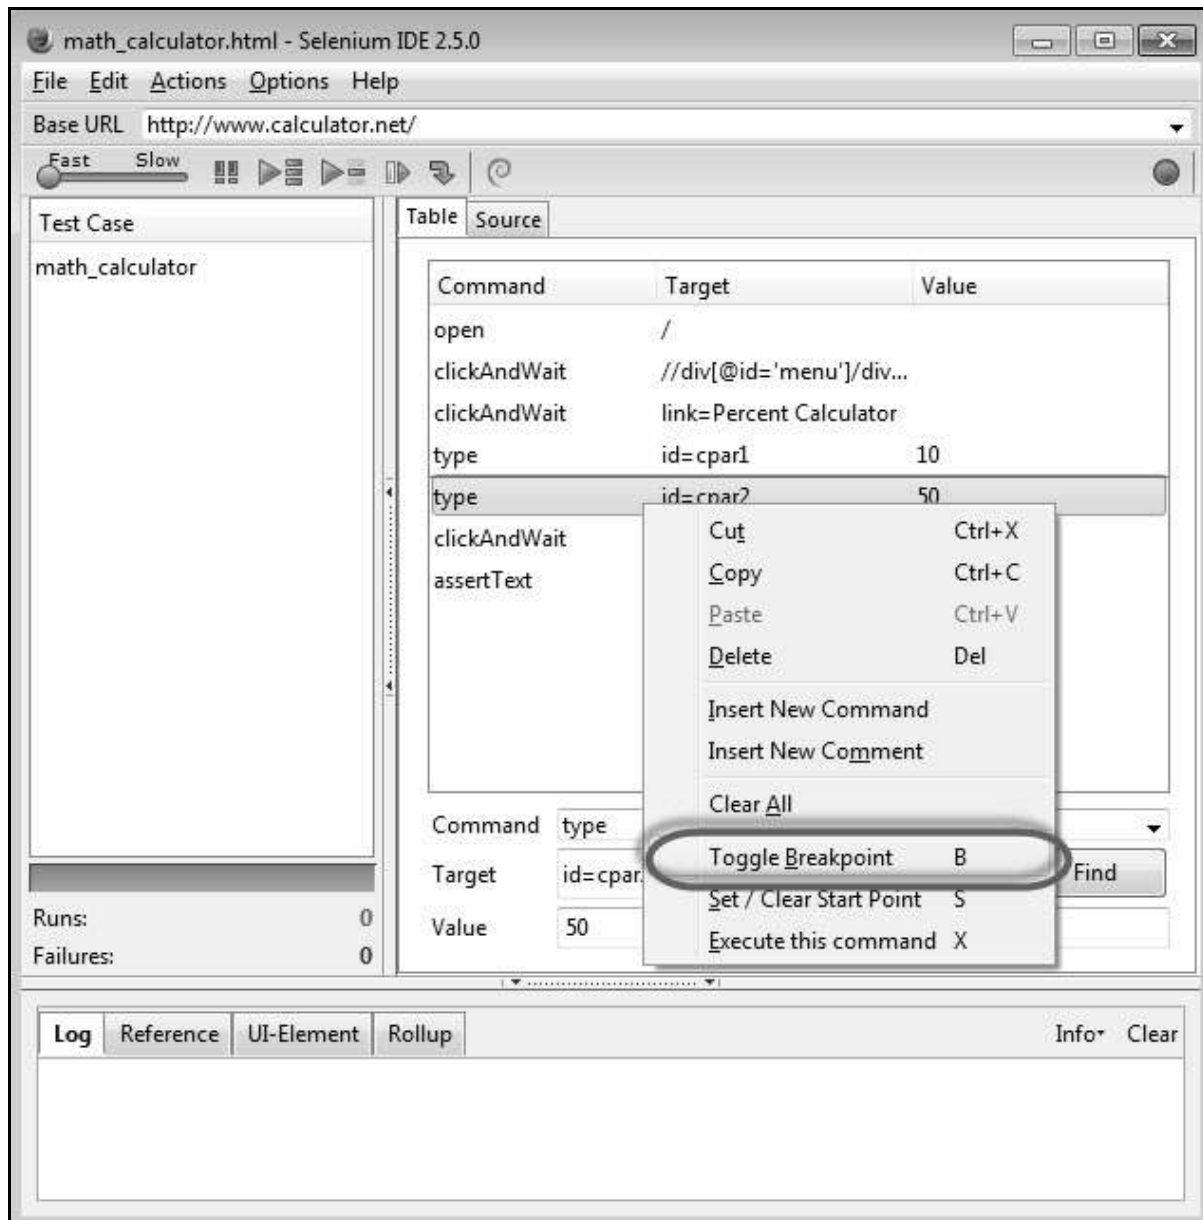 math_calculator.html - Selenium IDE 2.5.0
File Edit Actions Options Help
Base URL http://www.calculator.net/
Fast Slow
Test Case
math_calculator
Table Source
Command Target Value
open /
clickAndWait //div[@id='menu']/div...
clickAndWait link=Percent Calculator
type id=cpar1 10
type id=cpar2 50
clickAndWait
assertText
Cut Ctrl+X
Copy Ctrl+C
Paste Ctrl+V
Delete Del
Insert New Command
Insert New Comment
Clear All
Toggle Breakpoint B
Set / Clear Start Point S
Execute this command X
Command type
Target id=cpar Find
Value 50
Runs: 0
Failures: 0
Log Reference UI-Element Rollup Info Clear